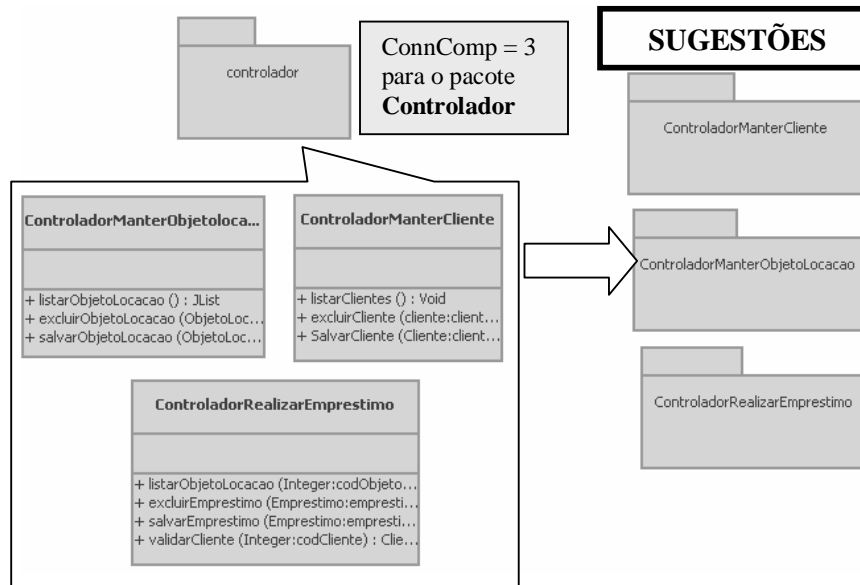 controlador
ConnComp = 3
para o pacote
Controlador
SUGESTÕES
ControladorManterCliente
ControladorManterObjetoLocacao
ControladorRealizarEmprestimo
ControladorManterObjetoloca...
+ listarObjetoLocacao () : JList
+ excluirObjetoLocacao (ObjetoLoc...
+ salvarObjetoLocacao (ObjetoLoc...
ControladorManterCliente
+ listarClientes () : Void
+ excluirCliente (cliente:client...
+ SalvarCliente (Cliente:client...
ControladorRealizarEmprestimo
+ listarObjetoLocacao (Integer:codObjeto...
+ excluirEmprestimo (Emprestimo:empresti...
+ salvarEmprestimo (Emprestimo:empresti...
+ validarCliente (Integer:codCliente) : Clie...